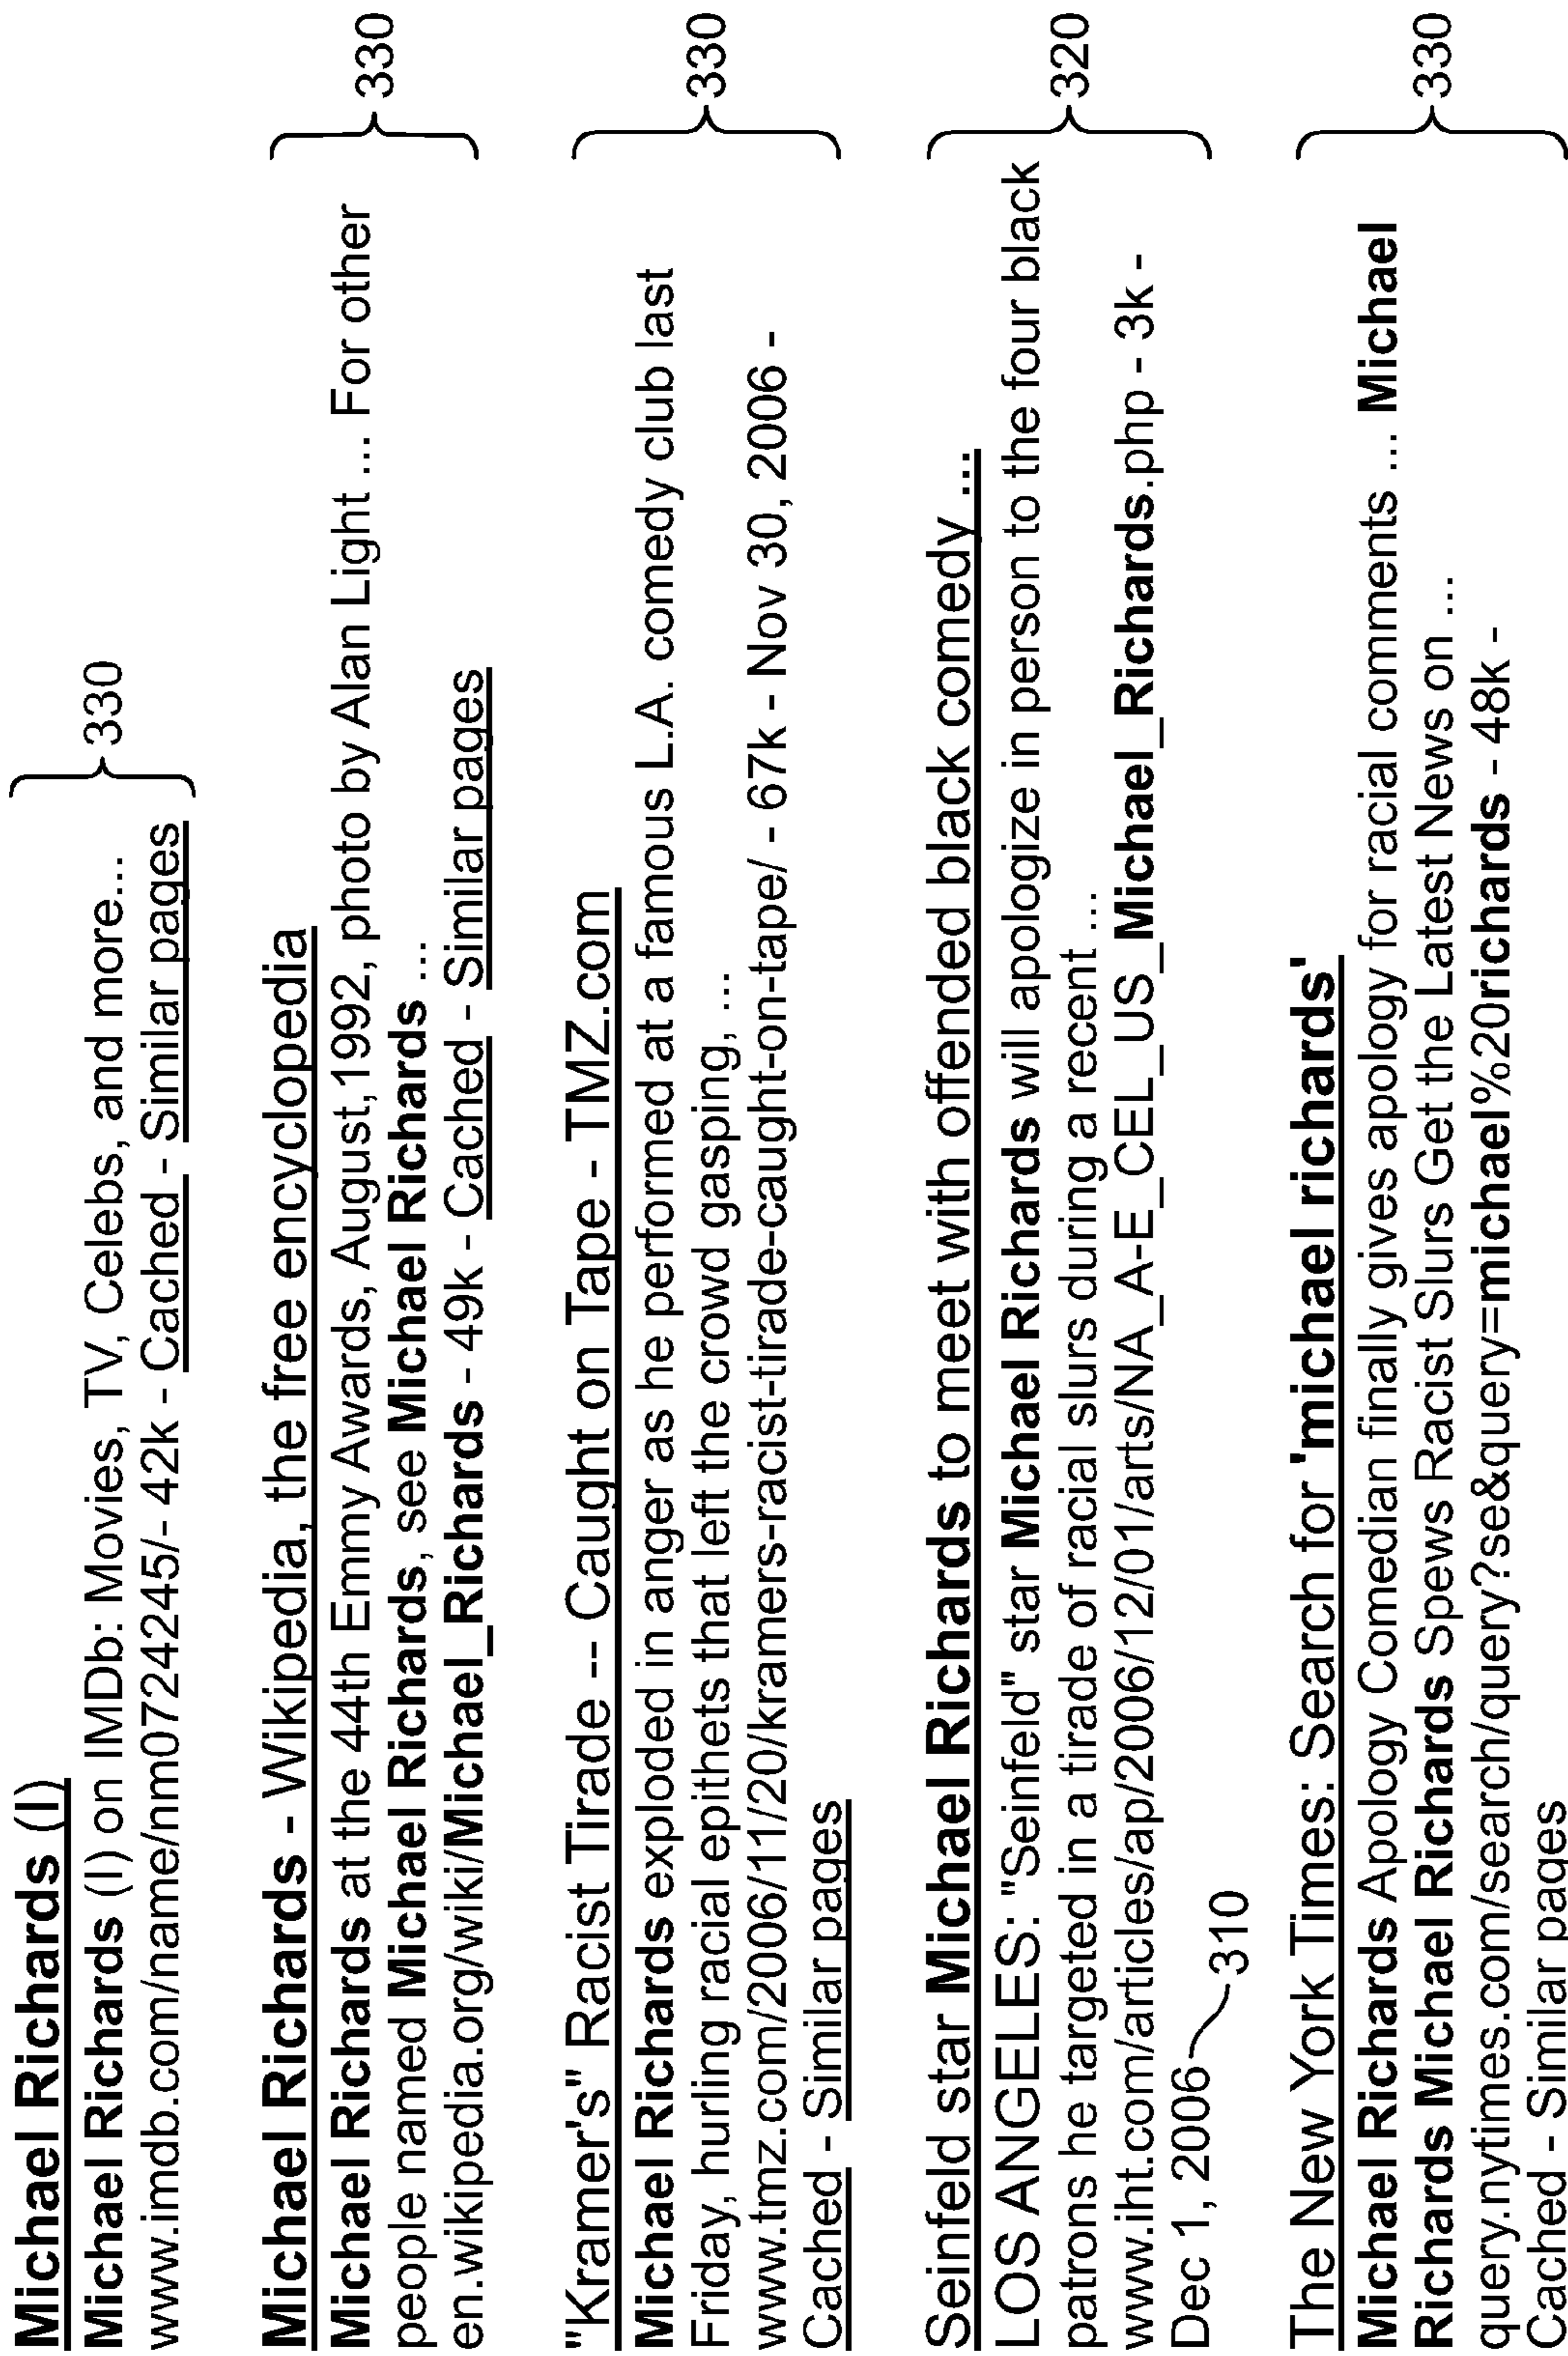 Michael Richards (I)
Michael Richards (I) on IMDb: Movies, TV, Celebs, and more...
www.imdb.com/name/nm0724245/- 42k - Cached - Similar pages
330
Michael Richards - Wikipedia, the free encyclopedia
Michael Richards at the 44th Emmy Awards, August,1992, photo by Alan Light ... For other
people named Michael Richards, see Michael Richards ...
en.wikipedia.org/wiki/Michael_Richards - 49k - Cached - Similar pages
330
"Kramer's" Racist Tirade -- Caught on Tape - TMZ.com
Michael Richards exploded in anger as he performed at a famous L.A. comedy club last
Friday, hurling racial epithets that left the crowd gasping, ...
www.tmz.com/2006/11/20/kramers-racist-tirade-caught-on-tape/ - 67k - Nov 30, 2006 -
Cached - Similar pages
330
Seinfeld star Michael Richards to meet with offended black comedy ...
LOS ANGELES: "Seinfeld" star Michael Richards will apologize in person to the four black
patrons he targeted in a tirade of racial slurs during a recent ...
www.iht.com/articles/ap/2006/12/01/arts/NA_A-E_CEL_US_Michael_Richards.php - 3k -
Dec 1, 2006 310
320
The New York Times: Search for 'michael richards'
Michael Richards Apology Comedian finally gives apology for racial comments ... Michael
Richards Michael Richards Spews Racist Slurs Get the Latest News on ...
query.nytimes.com/search/query?se&query=michael%20richards - 48k -
Cached - Similar pages
330